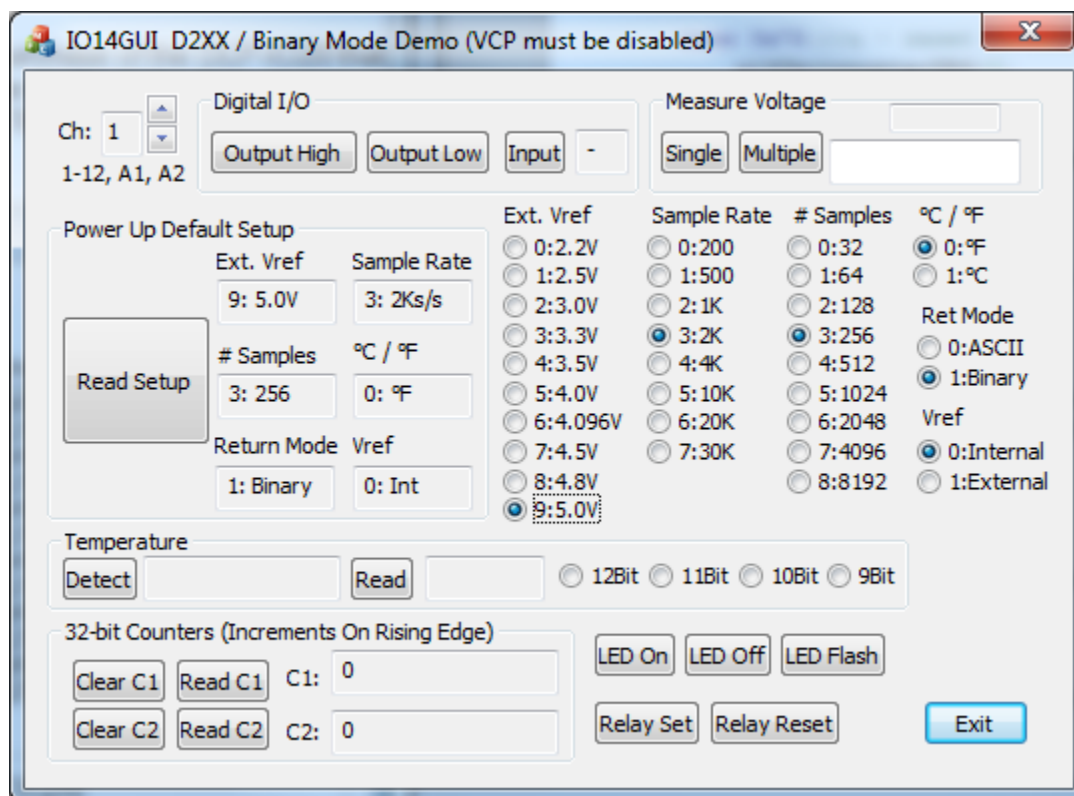 IO14GUI D2XX / Binary Mode Demo (VCP must be disabled)
Ch: 1
1-12, A1, A2
Digital I/O
Output High Output Low Input -
Measure Voltage
Single Multiple
Power Up Default Setup
Ext. Vref Sample Rate
9: 5.0V 3: 2Ks/s
# Samples ºC / ºF
3: 256 0: ºF
Read Setup
Return Mode Vref
1: Binary 0: Int
Ext. Vref
0:2.2V
1:2.5V
2:3.0V
3:3.3V
4:3.5V
5:4.0V
6:4.096V
7:4.5V
8:4.8V
9:5.0V
Sample Rate
0:200
1:500
2:1K
3:2K
4:4K
5:10K
6:20K
7:30K
# Samples
0:32
1:64
2:128
3:256
4:512
5:1024
6:2048
7:4096
8:8192
ºC / ºF
0:ºF
1:ºC
Ret Mode
0:ASCII
1:Binary
Vref
0:Internal
1:External
Temperature
Detect Read 12Bit 11Bit 10Bit 9Bit
32-bit Counters (Increments On Rising Edge)
Clear C1 Read C1 C1: 0
Clear C2 Read C2 C2: 0
LED On LED Off LED Flash
Relay Set Relay Reset Exit